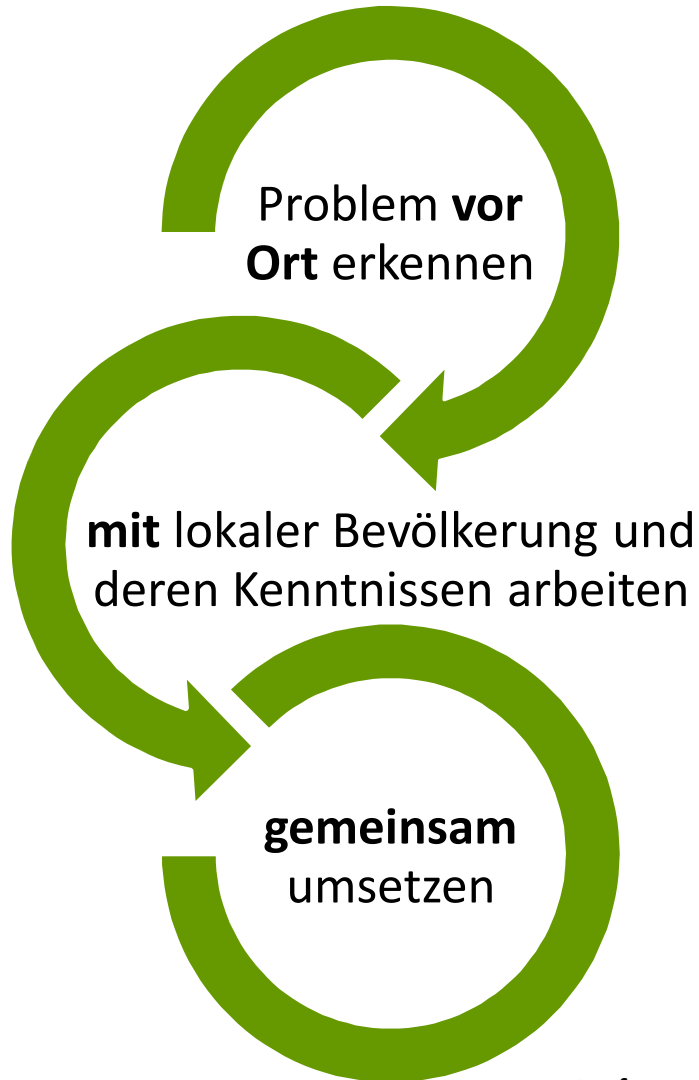 Problem vor
Ort erkennen
mit lokaler Bevölkerung und
deren Kenntnissen arbeiten
gemeinsam
umsetzen